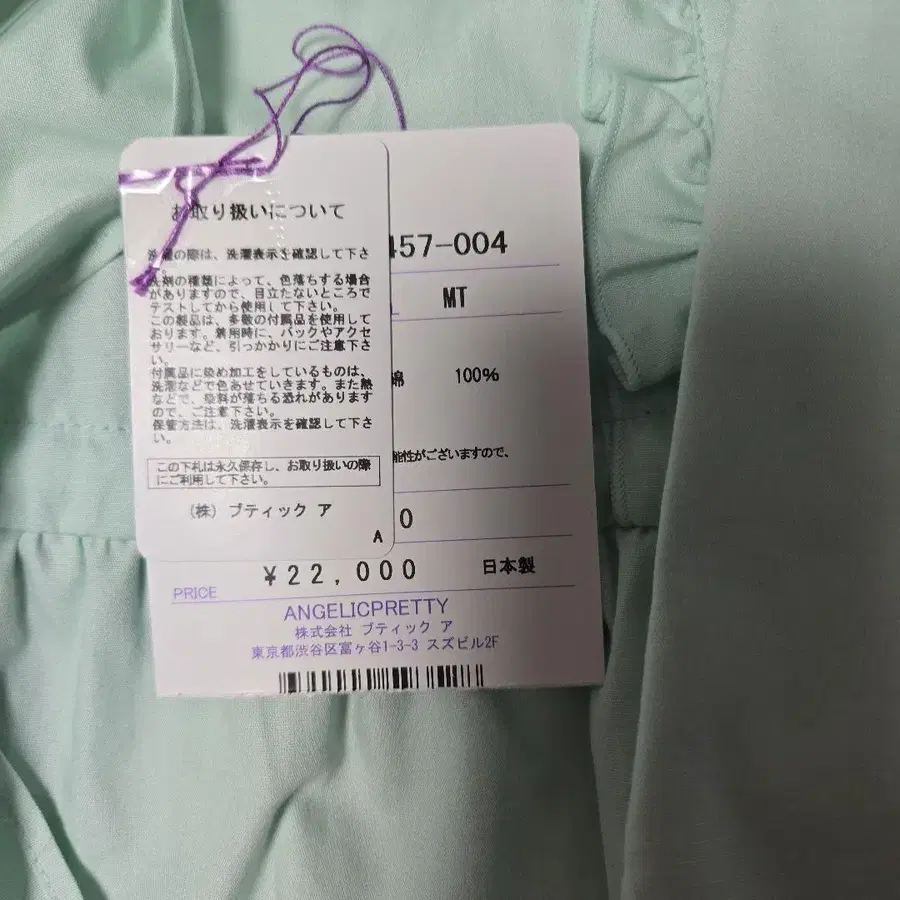 お取り扱いについて
洗濯の際は、洗濯表示を確認して下さ
い。
洗剤の種類によって、色落ちする場合
がありますので、目立たないところで
テストしてから使用して下さい。
この製品は、多数の付属品を使用して
おります。着用時に、バックやアクセ
サリーなど、引っかかりにご注意下さ
い。
付属品に染め加工をしているものは、
洗濯などで色あせていきます。また熱
などで、染料が落ちる恐れがあります
ので、ご注意下さい。
保管方法は、洗濯表示を確認して下さ
い。
この下札は永久保存し、お取り扱いの際
にご利用して下さい。
(株) ブティック ア
A
457-004
MT
綿 100%
能性がございますので、
0
PRICE ¥22,000 日本製
ANGELICPRETTY
株式会社 ブティック ア
東京都渋谷区富ヶ谷1-3-3 スズビル2F